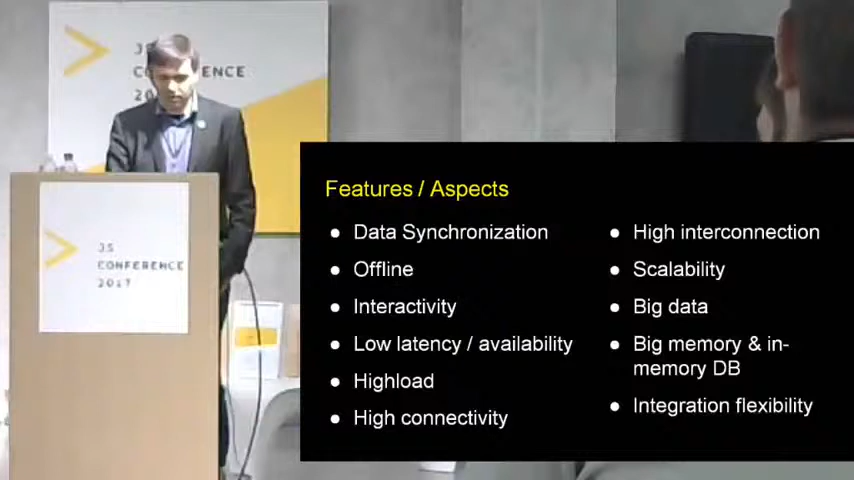 JS
CONFERENCE
20
JS
CONFERENCE
2017
Features / Aspects
● Data Synchronization
● Offline
● Interactivity
● Low latency / availability
● Highload
● High connectivity
● High interconnection
● Scalability
● Big data
● Big memory & in-
memory DB
● Integration flexibility